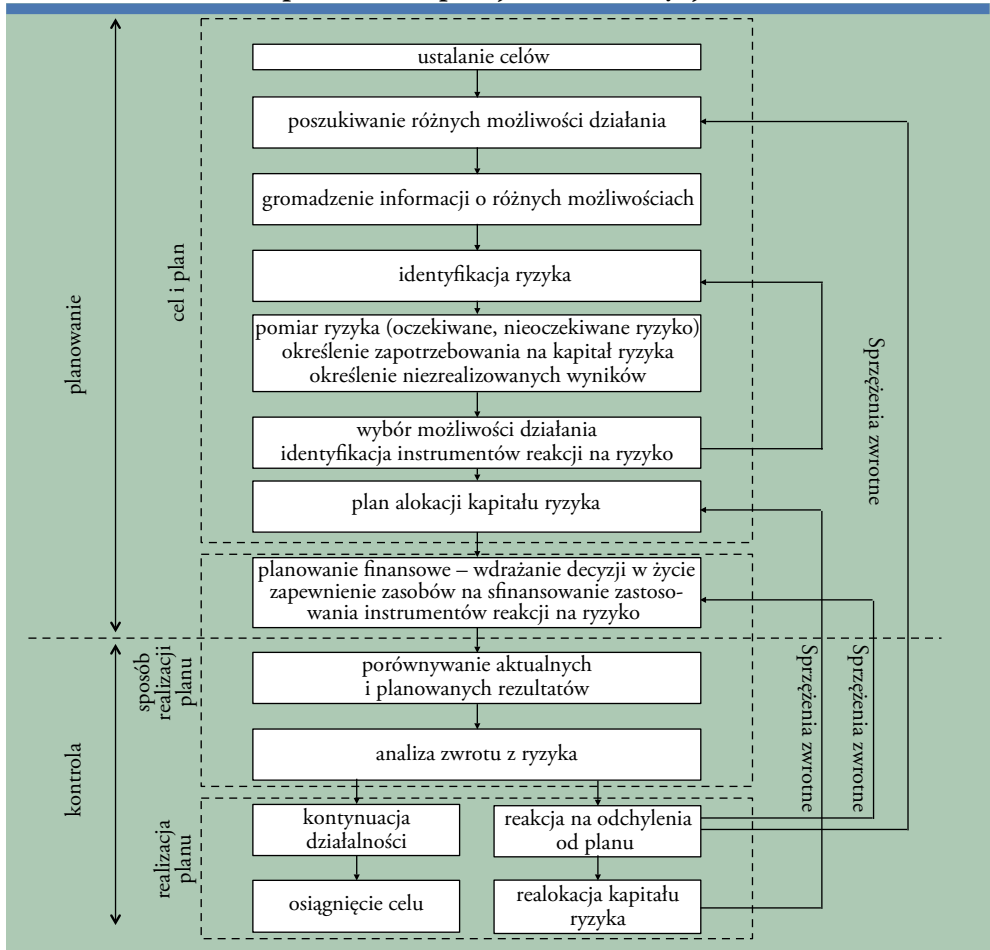 ustalanie celów
poszukiwanie różnych możliwości działania
gromadzenie informacji o różnych możliwościach
identyfikacja ryzyka
pomiar ryzyka (oczekiwane, nieoczekiwane ryzyko)
określenie zapotrzebowania na kapitał ryzyka
określenie niezrealizowanych wyników
wybór możliwości działania
identyfikacja instrumentów reakcji na ryzyko
plan alokacji kapitału ryzyka
planowanie finansowe – wdrażanie decyzji w życie
zapewnienie zasobów na sfinansowanie zastoso-
wania instrumentów reakcji na ryzyko
porównywanie aktualnych
i planowanych rezultatów
analiza zwrotu z ryzyka
kontynuacja
działalności
reakcja na odchylenia
od planu
osiągnięcie celu
realokacja kapitału
ryzyka
planowanie
cel i plan
kontrola
sposób
realizacji
planu
realizacja
planu
Sprzężenia zwrotne
Sprzężenia zwrotne
Sprzężenia zwrotne